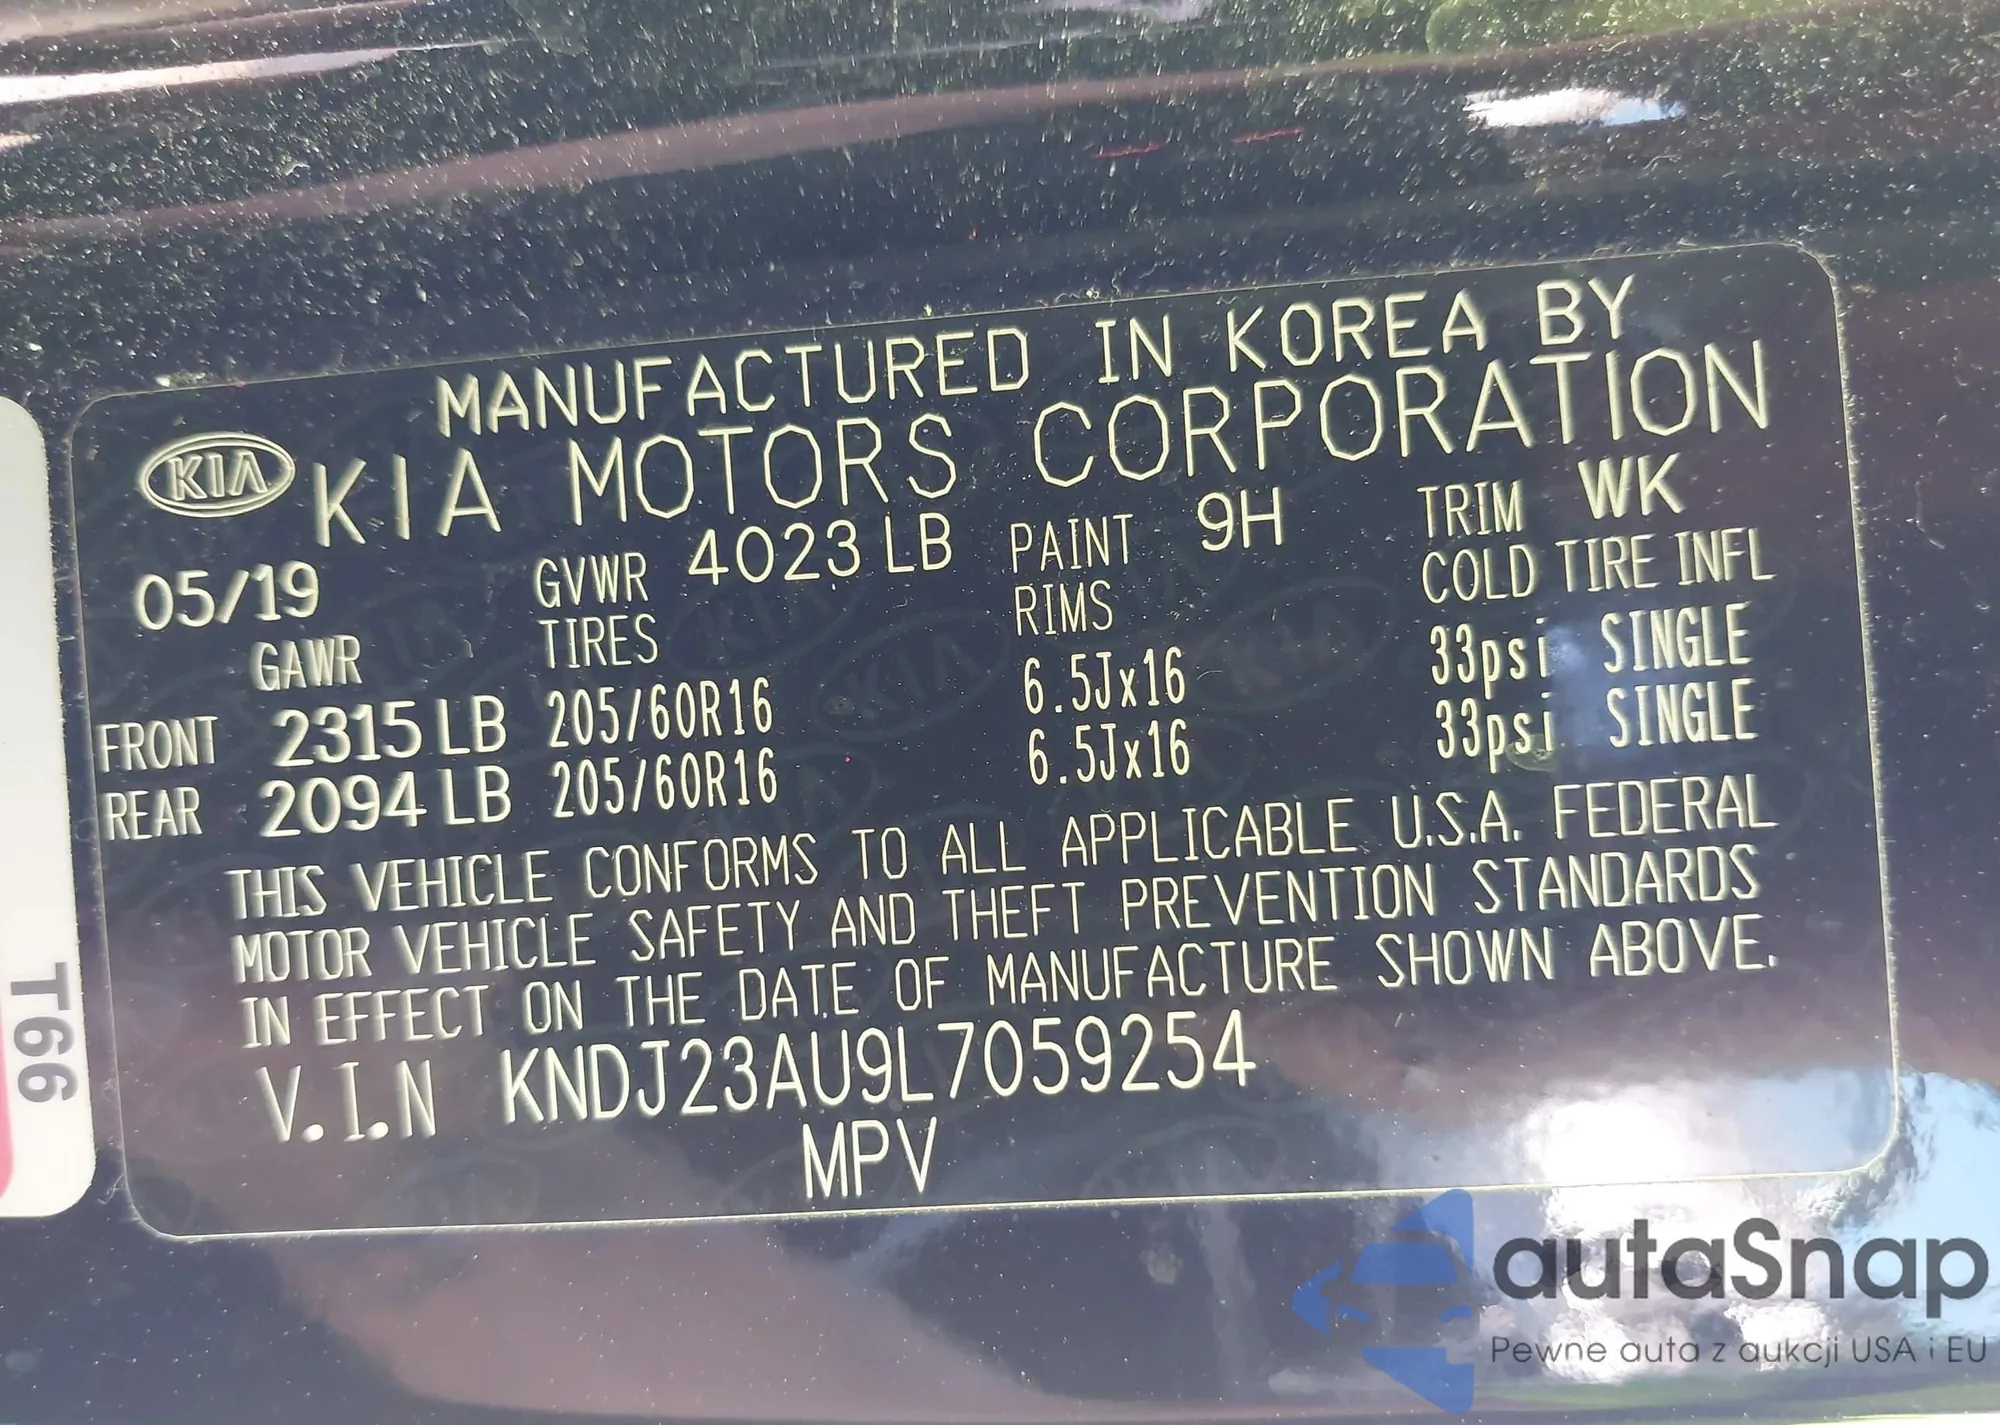 MANUFACTURED IN KOREA BY
KIA KIA MOTORS CORPORATION
05/19 GVWR 4023 LB PAINT 9H TRIM WK
GAWR TIRES RIMS COLD TIRE INFL
FRONT 2315 LB 205/60R16 6.5Jx16 33psi SINGLE
REAR 2094 LB 205/60R16 6.5Jx16 33psi SINGLE
THIS VEHICLE CONFORMS TO ALL APPLICABLE U.S.A. FEDERAL
MOTOR VEHICLE SAFETY AND THEFT PREVENTION STANDARDS
IN EFFECT ON THE DATE OF MANUFACTURE SHOWN ABOVE.
V.I.N KNDJ23AU9L7059254
MPV
T66
autaSnap
Pewne auta z aukcji USA i EU